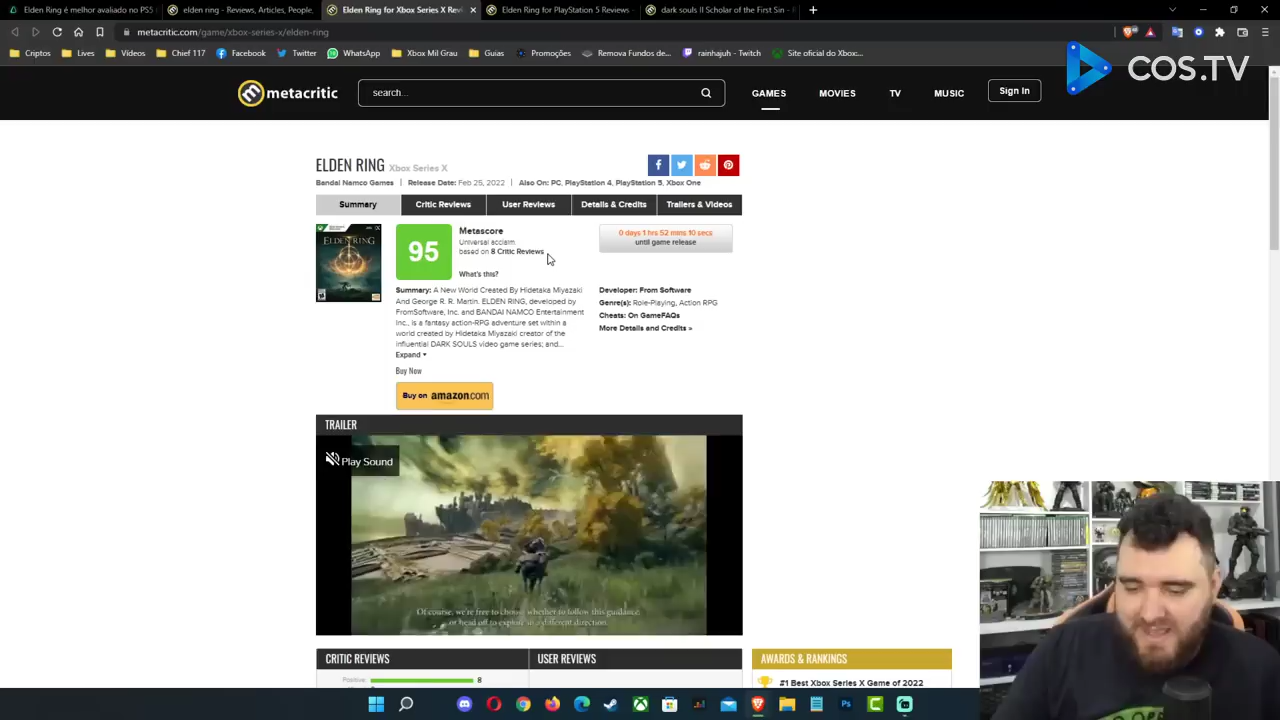 Elden Ring é melhor avaliado no PS5
elden ring - Reviews, Articles, People,
Elden Ring for Xbox Series X Revi
Elden Ring for PlayStation 5 Reviews -
dark souls II Scholar of the First Sin -
metacritic.com/game/xbox-series-x/elden-ring
Criptos Lives Vídeos Chief 117 Facebook Twitter WhatsApp Xbox Mil Grau Guias Promoções Remova Fundos de... rainhajuh - Twitch Site oficial do Xbox:...
COS.TV
metacritic
search...
GAMES MOVIES TV MUSIC Sign In
ELDEN RING Xbox Series X
Bandai Namco Games | Release Date: Feb 25, 2022 | Also On: PC, PlayStation 4, PlayStation 5, Xbox One
Summary Critic Reviews User Reviews Details & Credits Trailers & Videos
ELDEN RING
95
Metascore
Universal acclaim
based on 8 Critic Reviews
What's this?
0 days 1 hrs 52 mins 10 secs
until game release
Summary: A New World Created By Hidetaka Miyazaki
And George R. R. Martin. ELDEN RING, developed by
FromSoftware, Inc. and BANDAI NAMCO Entertainment
Inc., is a fantasy action-RPG adventure set within a
world created by Hidetaka Miyazaki creator of the
influential DARK SOULS video game series; and...
Expand
Developer: From Software
Genre(s): Role-Playing, Action RPG
Cheats: On GameFAQs
More Details and Credits »
Buy Now
Buy on amazon.com
TRAILER
Play Sound
Of course, we're free to choose whether to follow this guidance,
or head off to explore in a different direction.
CRITIC REVIEWS
USER REVIEWS
AWARDS & RANKINGS
Positive: 8
#1 Best Xbox Series X Game of 2022